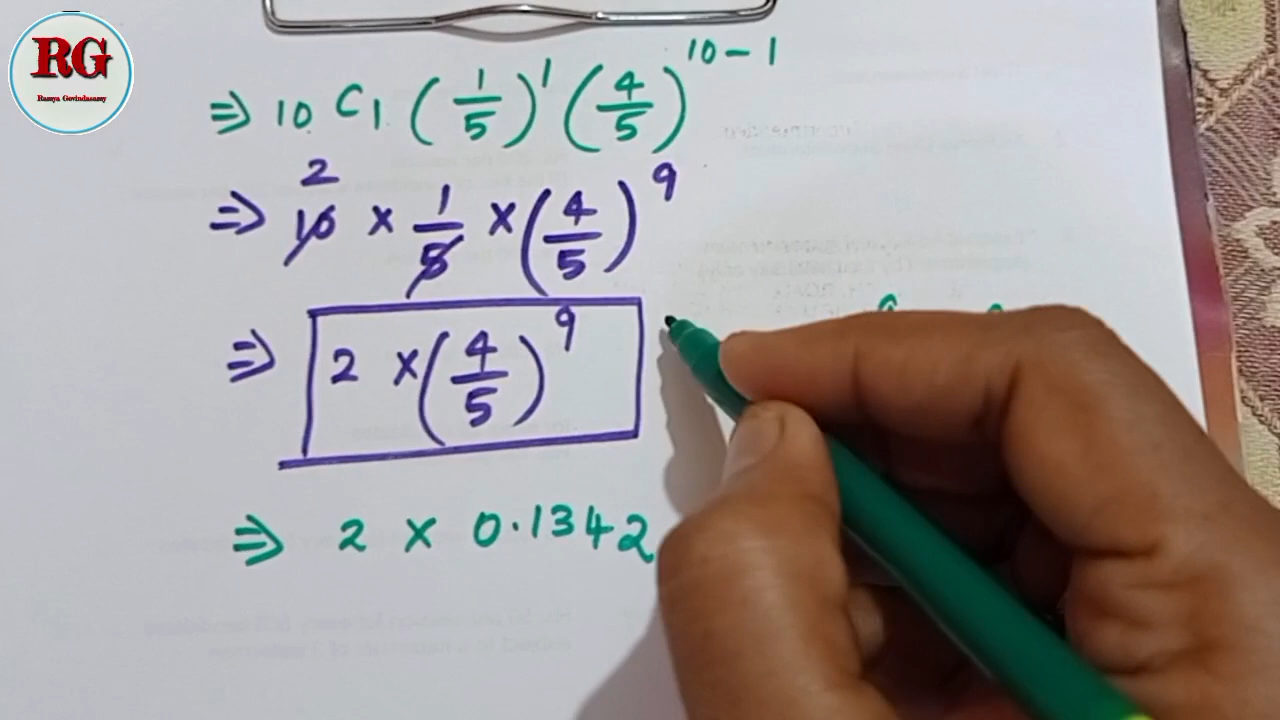 RG
Ramya Govindasamy
⇒ 10 C1 (1/5)^1 (4/5)^10-1
2
⇒ 10 × 1/5 × (4/5)^9
⇒ 2 × (4/5)^9
⇒ 2 × 0.1342